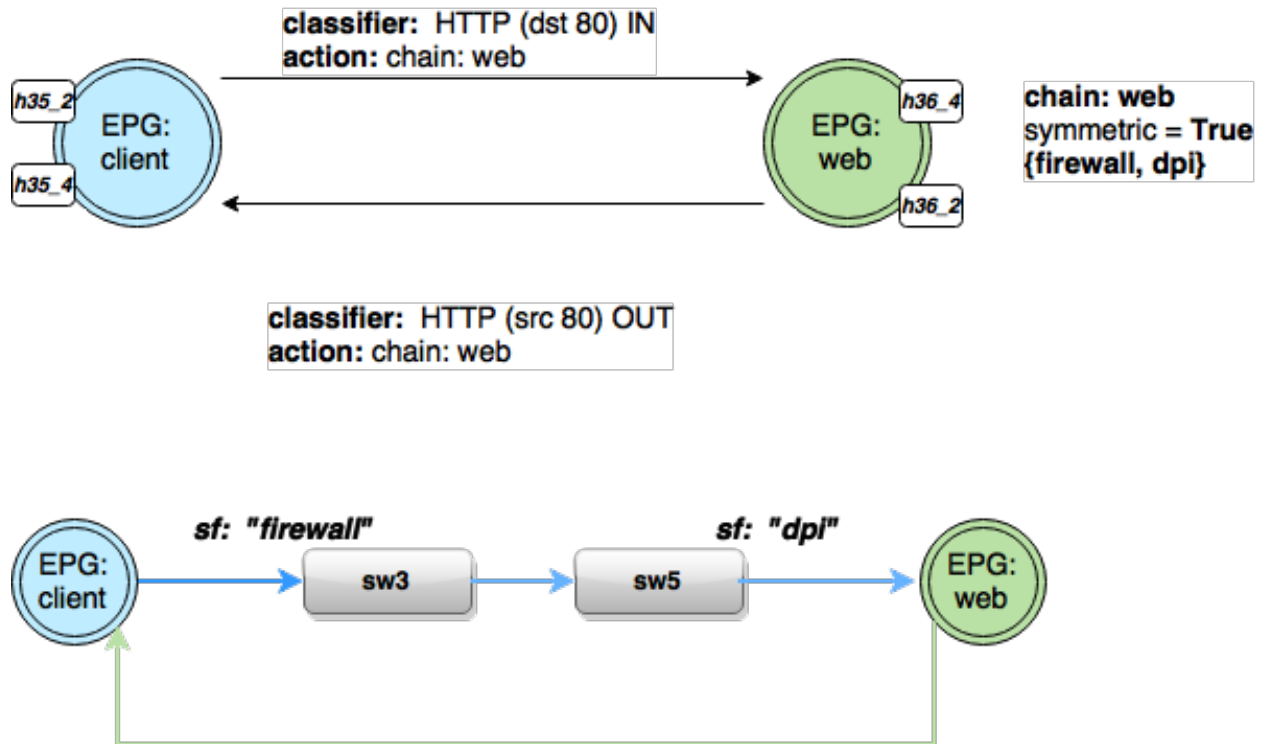 classifier:  HTTP (dst 80) IN
action: chain: web
h35_2
EPG:
client
h35_4
EPG:
web
h36_4
h36_2
chain: web
symmetric = True
{firewall, dpi}
classifier:  HTTP (src 80) OUT
action: chain: web
sf:  "firewall"
sf:  "dpi"
EPG:
client
sw3
sw5
EPG:
web